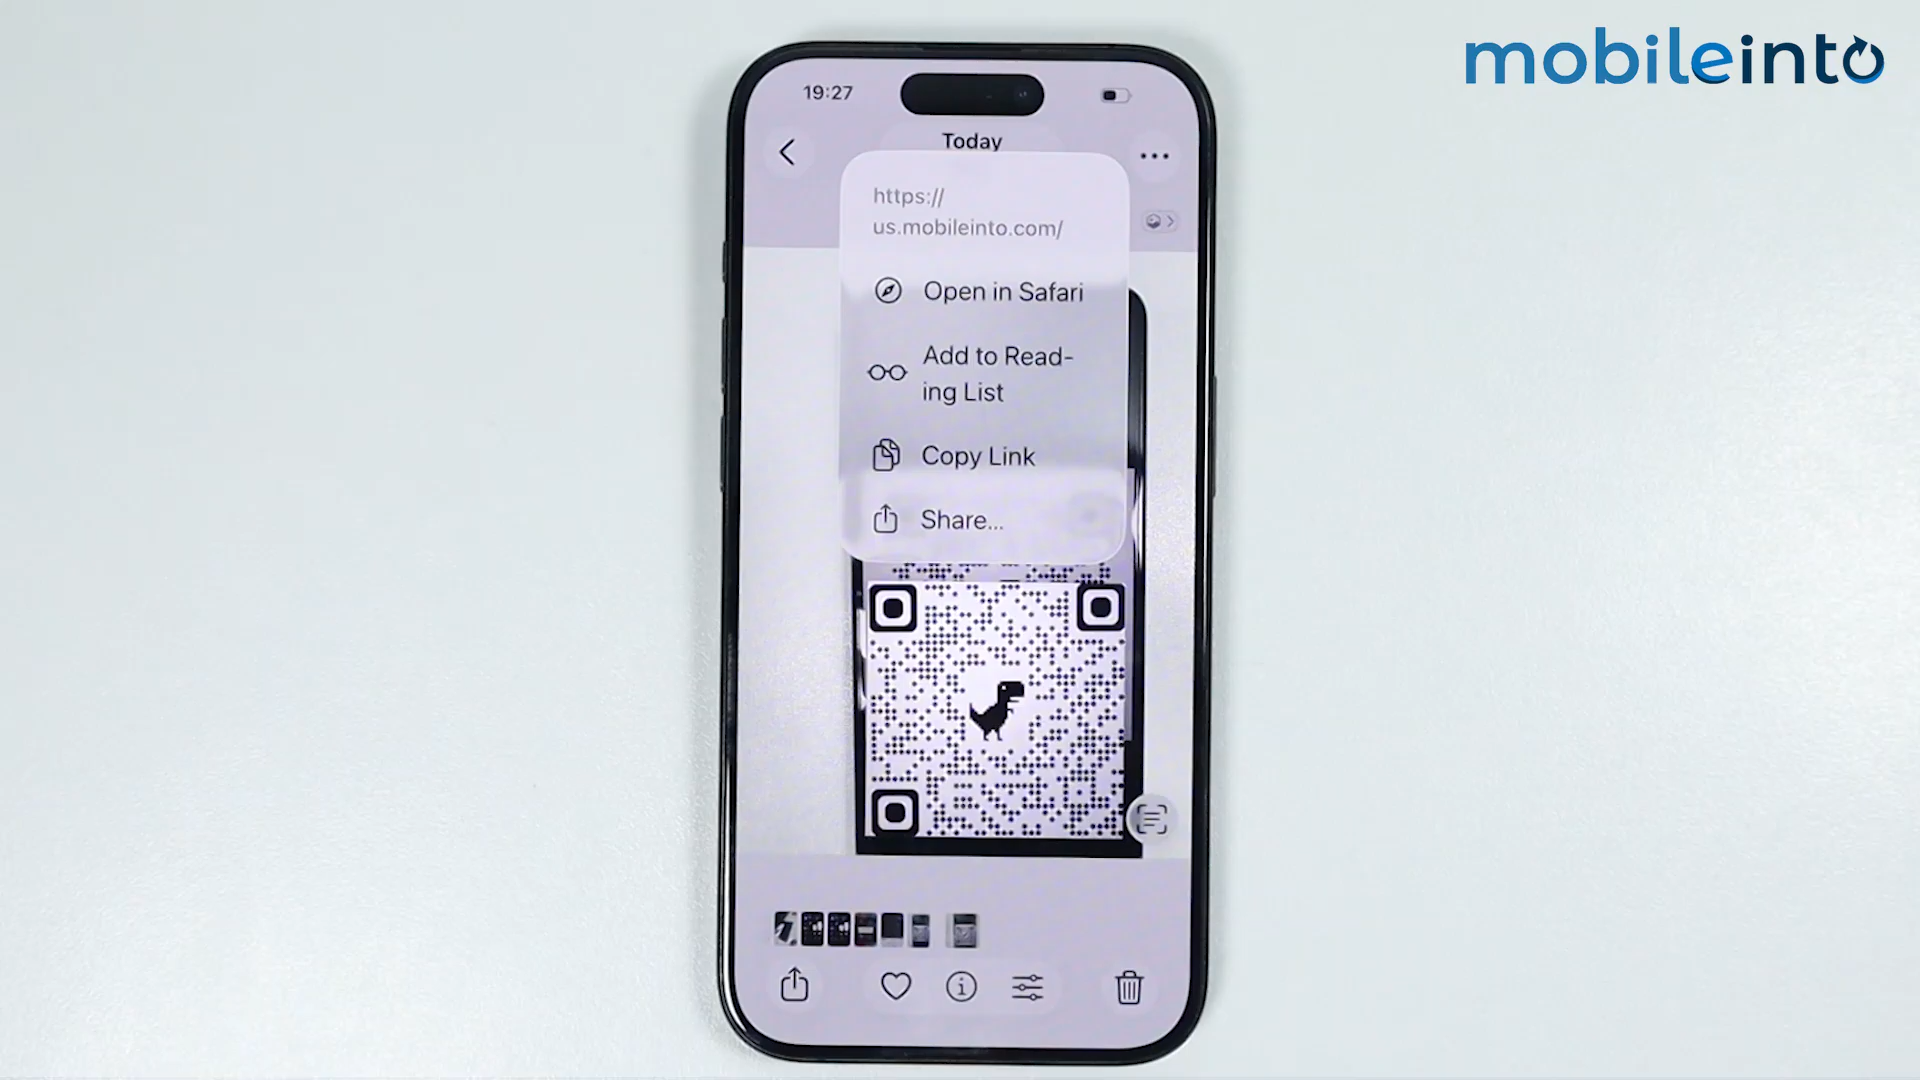 mobileinto
19:27
Today
https://
us.mobileinto.com/
Open in Safari
Add to Read-
ing List
Copy Link
Share...